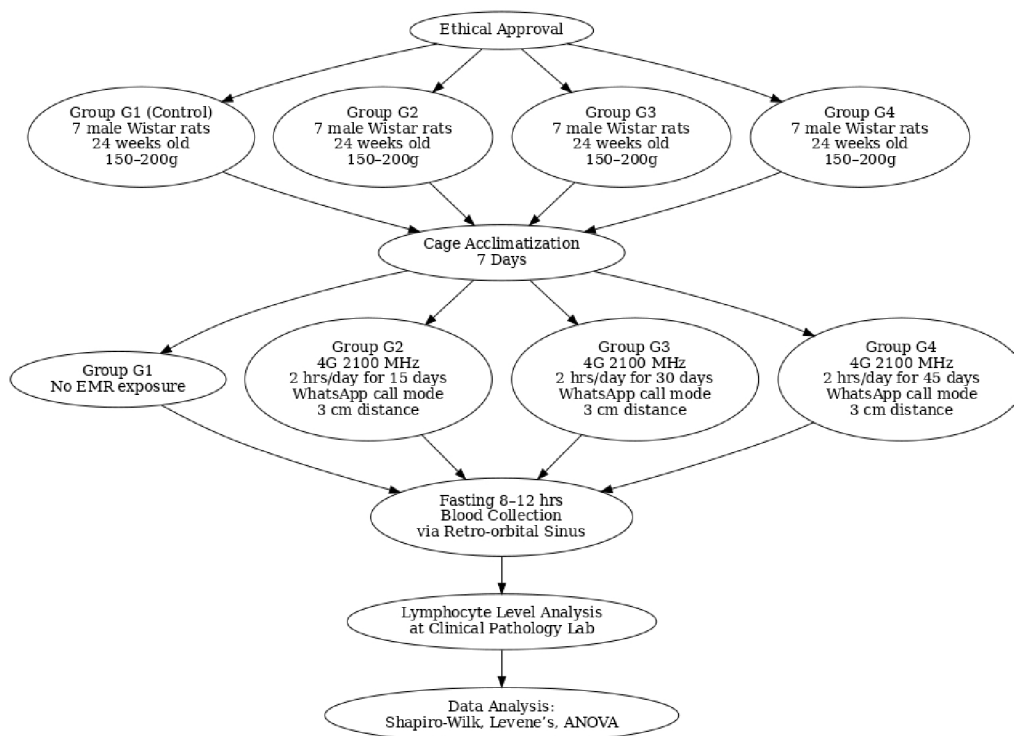 Ethical Approval
Group G1 (Control)
7 male Wistar rats
24 weeks old
150–200g
Group G2
7 male Wistar rats
24 weeks old
150–200g
Group G3
7 male Wistar rats
24 weeks old
150–200g
Group G4
7 male Wistar rats
24 weeks old
150–200g
Cage Acclimatization
7 Days
Group G1
No EMR exposure
Group G2
4G 2100 MHz
2 hrs/day for 15 days
WhatsApp call mode
3 cm distance
Group G3
4G 2100 MHz
2 hrs/day for 30 days
WhatsApp call mode
3 cm distance
Group G4
4G 2100 MHz
2 hrs/day for 45 days
WhatsApp call mode
3 cm distance
Fasting 8–12 hrs
Blood Collection
via Retro-orbital Sinus
Lymphocyte Level Analysis
at Clinical Pathology Lab
Data Analysis:
Shapiro-Wilk, Levene’s, ANOVA